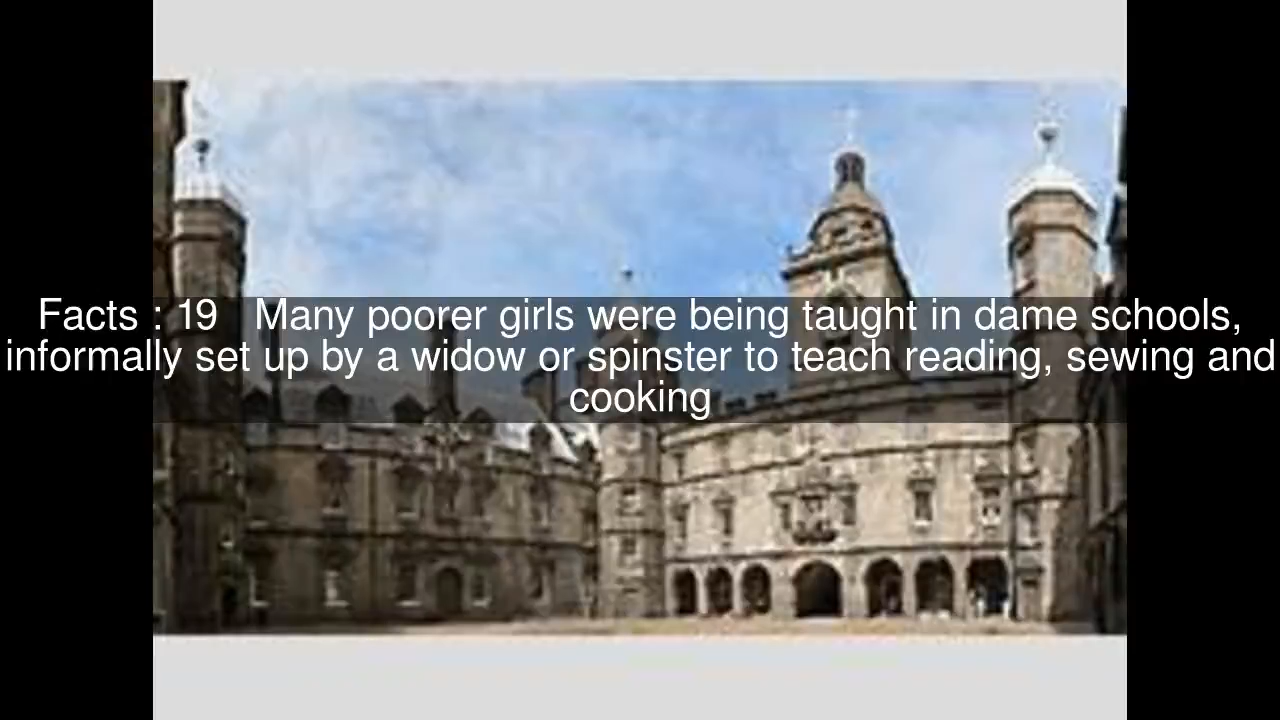 Facts : 19 Many poorer girls were being taught in dame schools,
informally set up by a widow or spinster to teach reading, sewing and
cooking